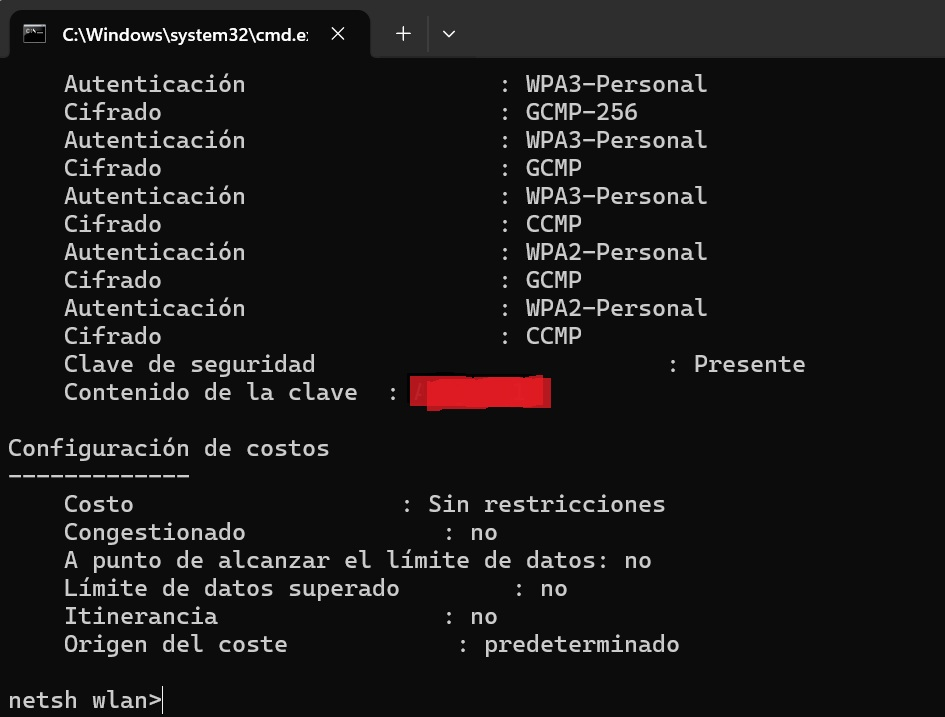 C:\Windows\system32\cmd.e
Autenticación : WPA3-Personal
Cifrado : GCMP-256
Autenticación : WPA3-Personal
Cifrado : GCMP
Autenticación : WPA3-Personal
Cifrado : CCMP
Autenticación : WPA2-Personal
Cifrado : GCMP
Autenticación : WPA2-Personal
Cifrado : CCMP
Clave de seguridad : Presente
Contenido de la clave :
Configuración de costos
-------------
Costo : Sin restricciones
Congestionado : no
A punto de alcanzar el límite de datos: no
Límite de datos superado : no
Itinerancia : no
Origen del coste : predeterminado
netsh wlan>